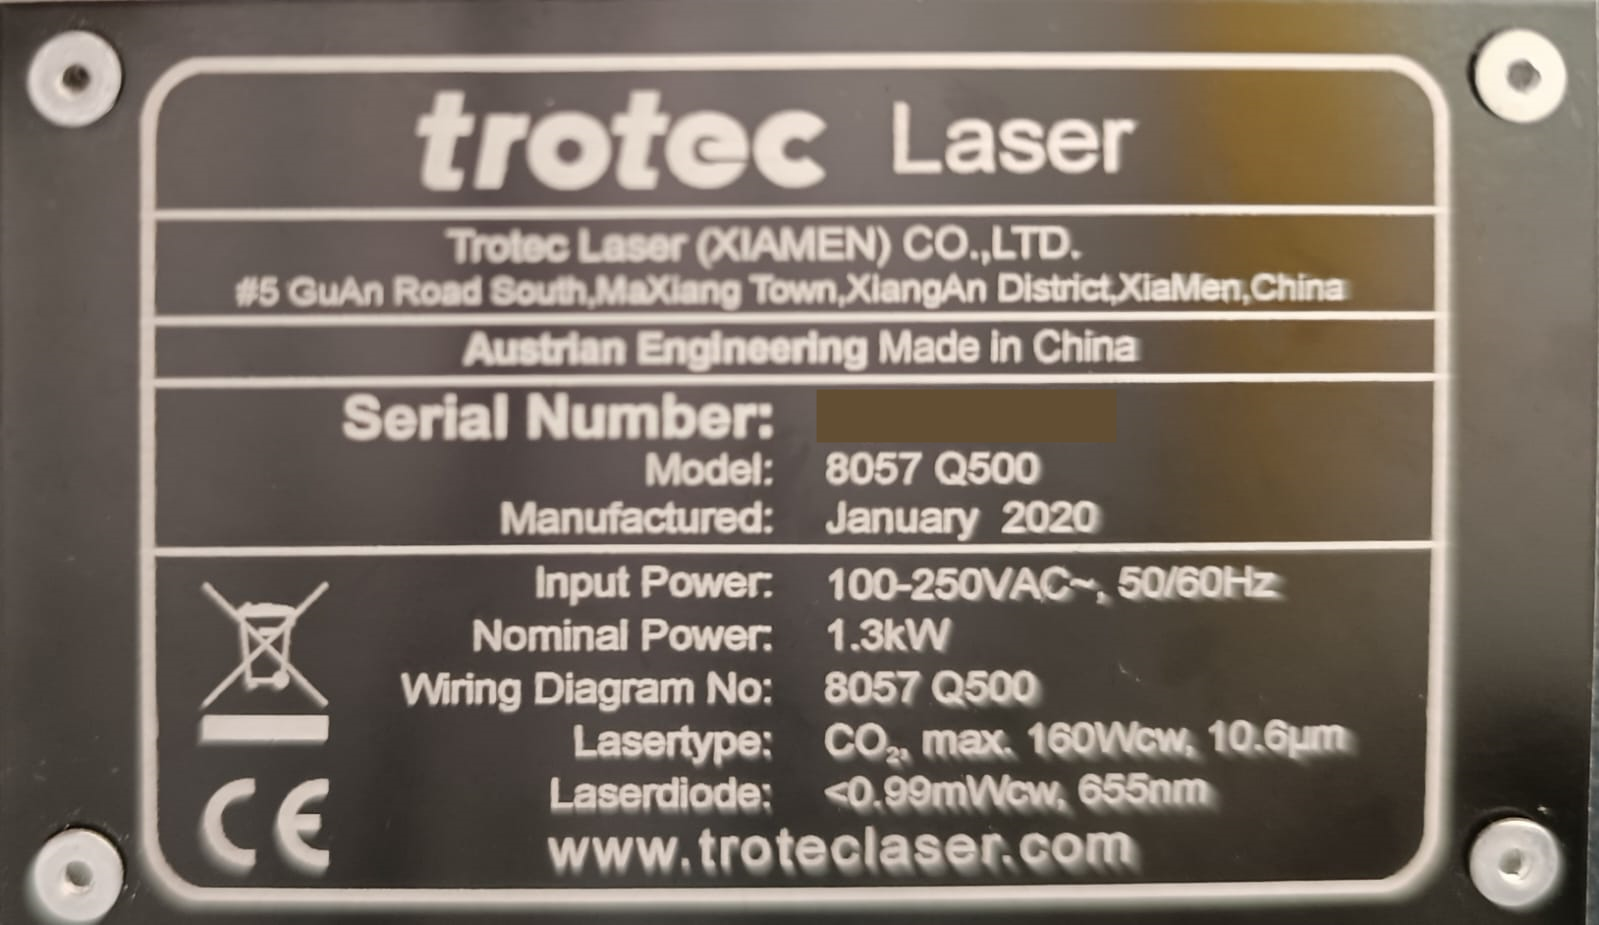 trotec Laser
Trotec Laser (XIAMEN) CO.,LTD.
#5 GuAn Road South,MaXiang Town,XiangAn District,XiaMen,China
Austrian Engineering Made in China
Serial Number:
Model: 8057 Q500
Manufactured: January 2020
Input Power: 100-250VAC~, 50/60Hz
Nominal Power: 1.3kW
Wiring Diagram No: 8057 Q500
Lasertype: CO₂, max. 160Wcw, 10.6µm
Laserdiode: <0.99mWcw, 655nm
CE
www.troteclaser.com